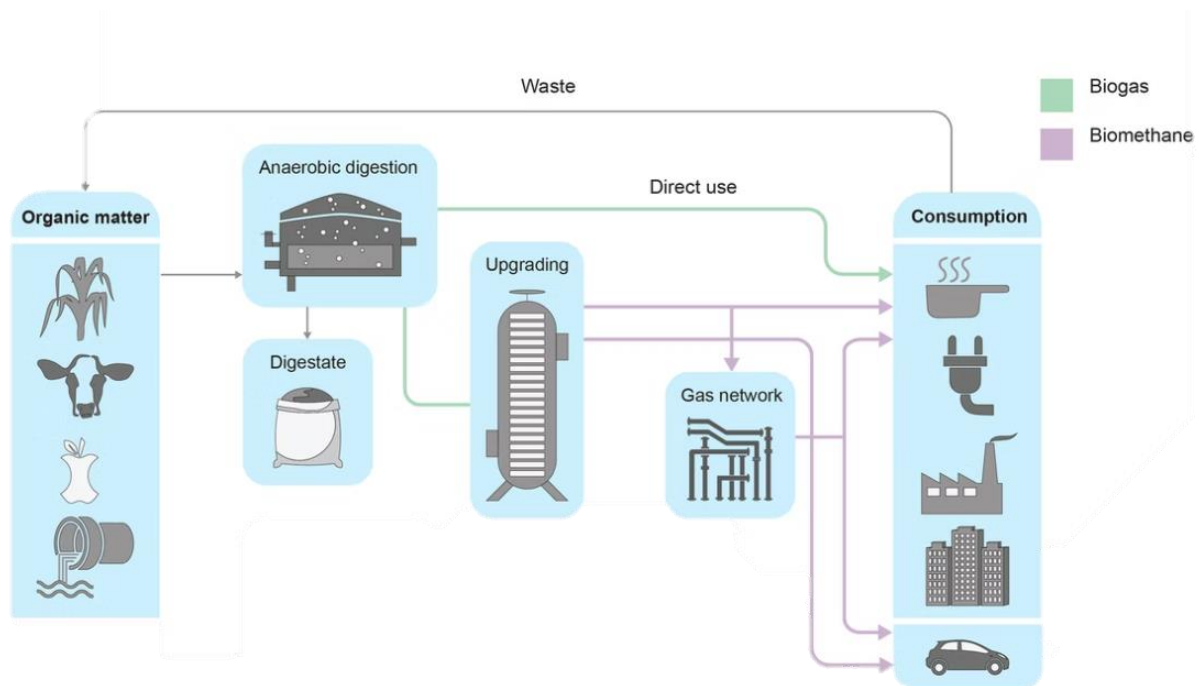 Waste
Biogas
Biomethane
Anaerobic digestion
Direct use
Organic matter
Consumption
Upgrading
Digestate
Gas network